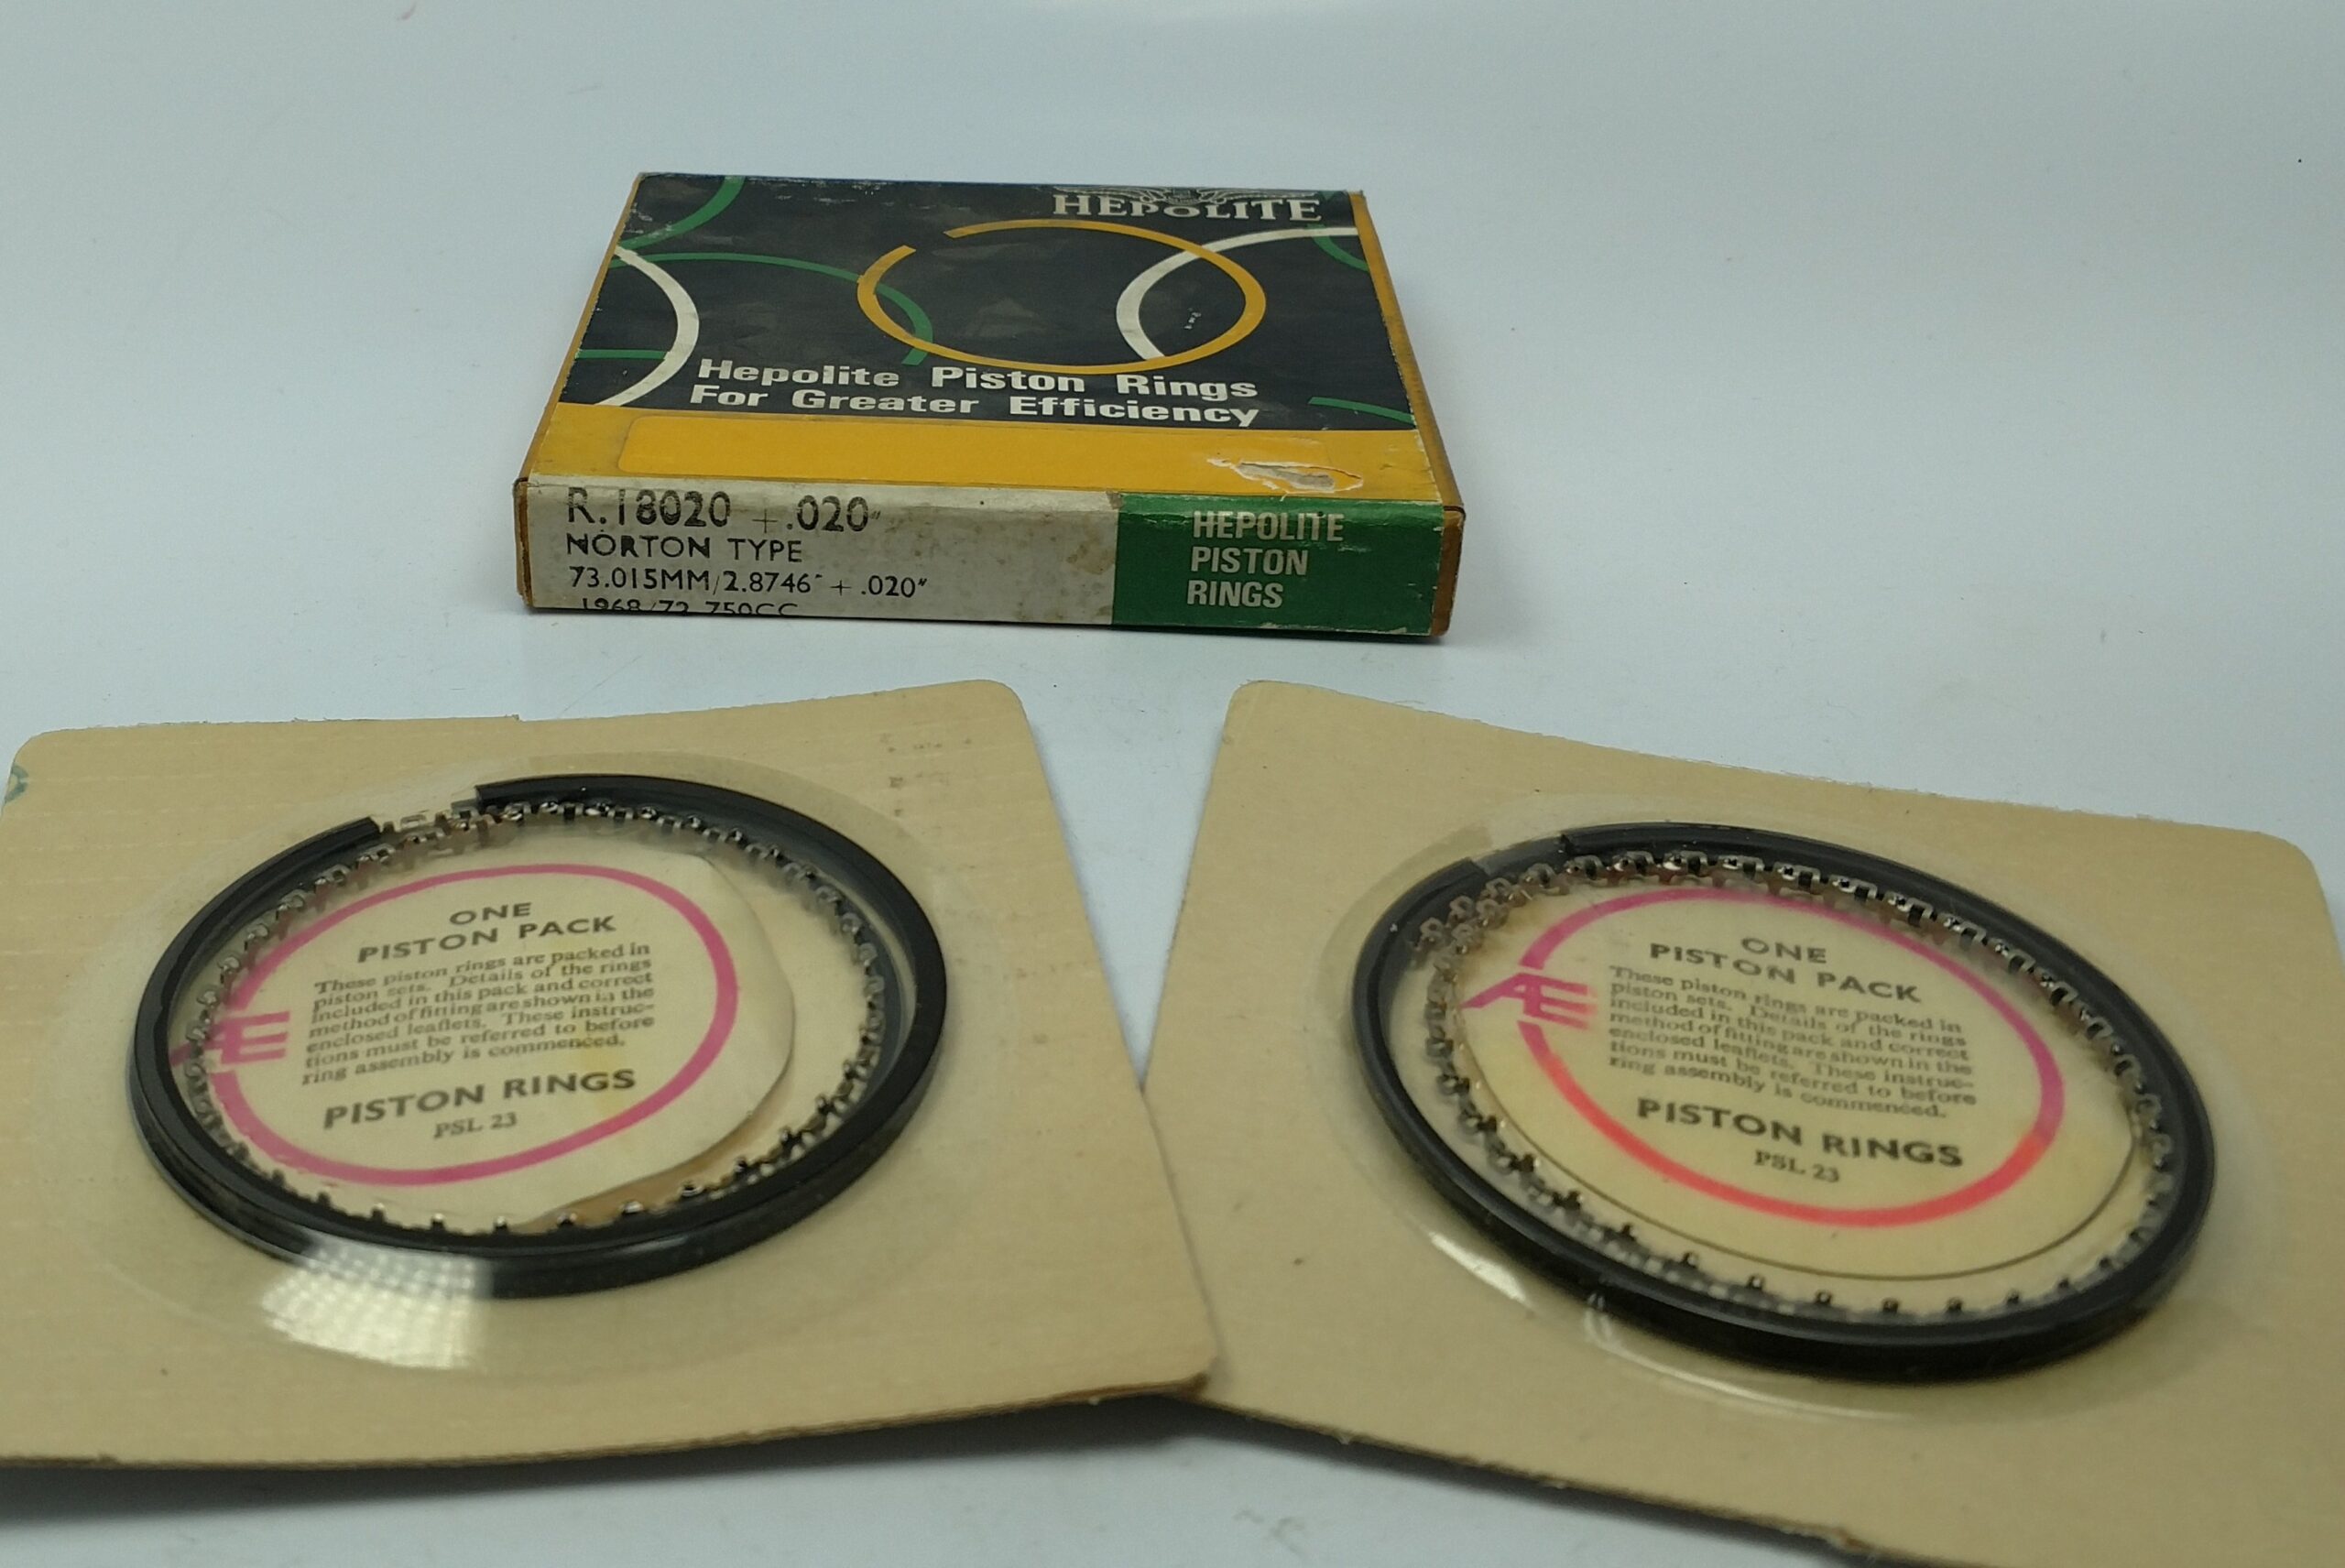 HEPOLITE
Hepolite Piston Rings
For Greater Efficiency
R.18020 +.020"
NORTON TYPE
73.015MM/2.8746" + .020"
1968/72 750CC
HEPOLITE
PISTON
RINGS
ONE
PISTON PACK
These piston rings are packed in
piston sets. Details of the rings
included in this pack and correct
method of fitting are shown in the
enclosed leaflets. These instruc-
tions must be referred to before
ring assembly is commenced.
PISTON RINGS
PSL 23
AE
ONE
PISTON PACK
These piston rings are packed in
piston sets. Details of the rings
included in this pack and correct
method of fitting are shown in the
enclosed leaflets. These instruc-
tions must be referred to before
ring assembly is commenced.
PISTON RINGS
PSL 23
AE